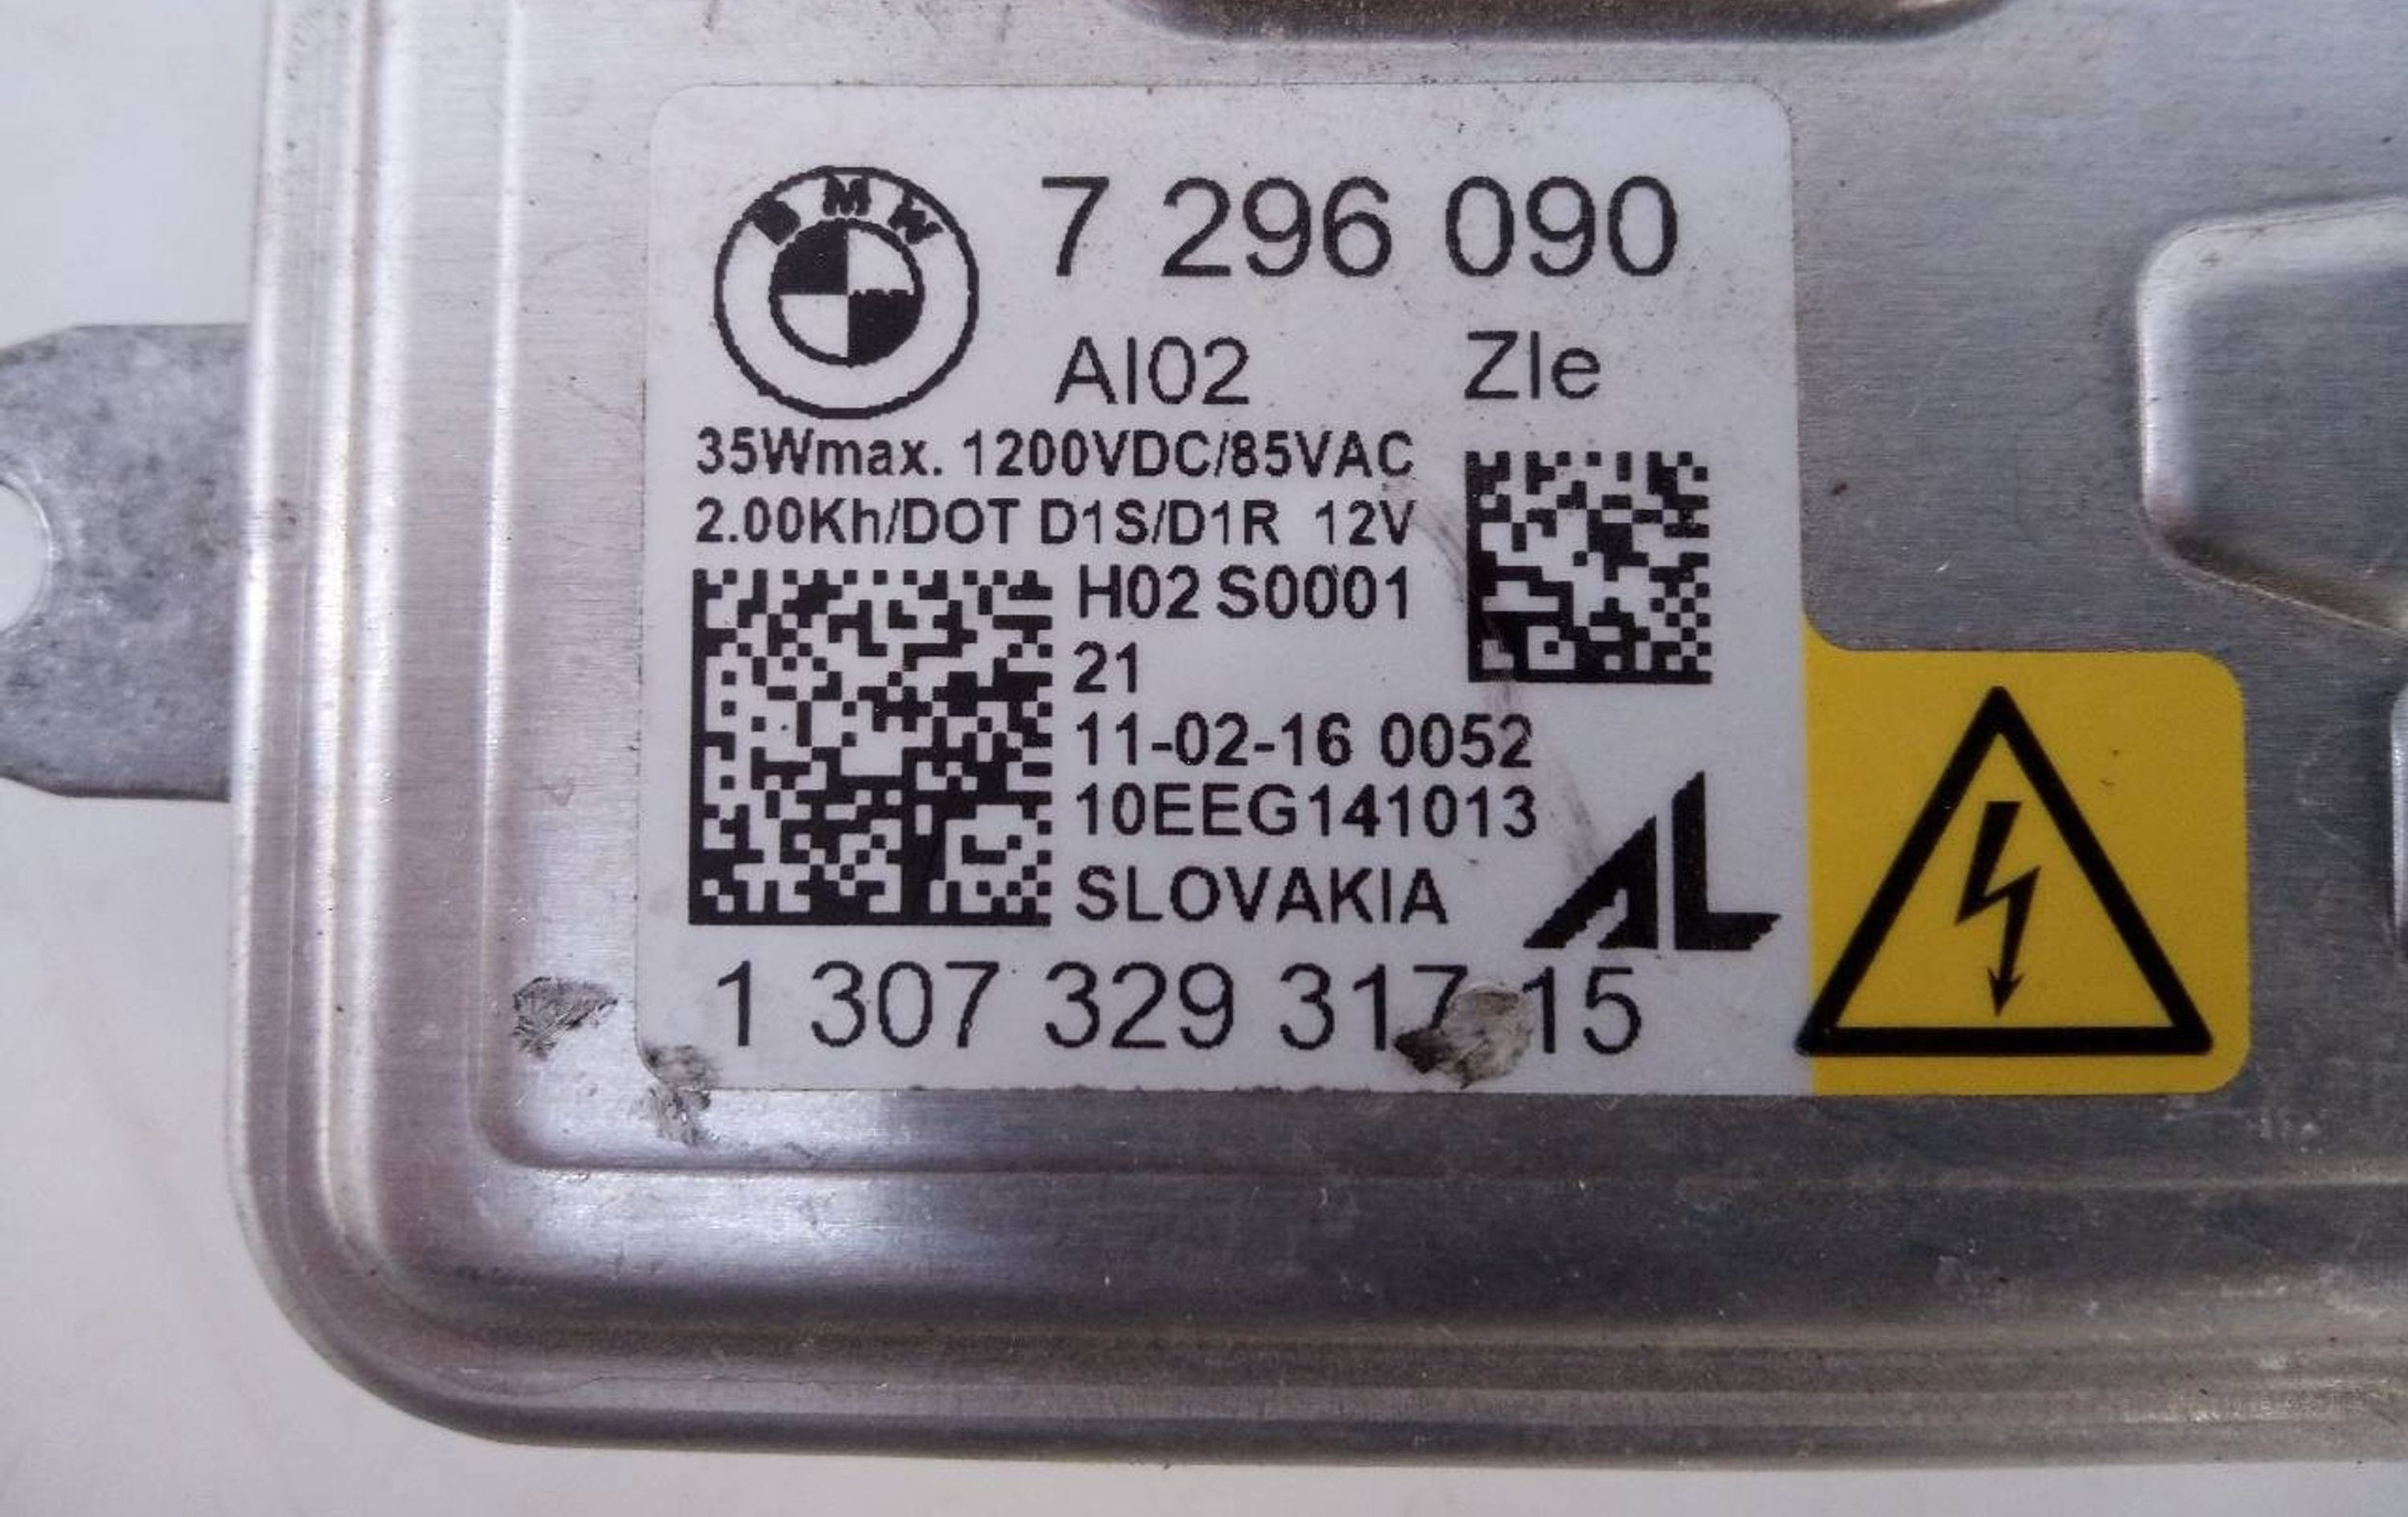 BMW
7 296 090
AI02 ZIe
35Wmax. 1200VDC/85VAC
2.00Kh/DOT D1S/D1R 12V
H02 S0001
21
11-02-16 0052
10EEG141013
SLOVAKIA
AL
1 307 329 317 15